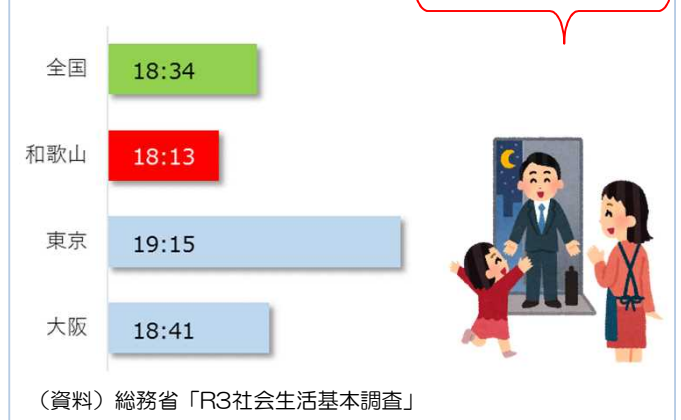 全国 18:34
和歌山 18:13
東京 19:15
大阪 18:41
（資料）総務省「R3社会生活基本調査」